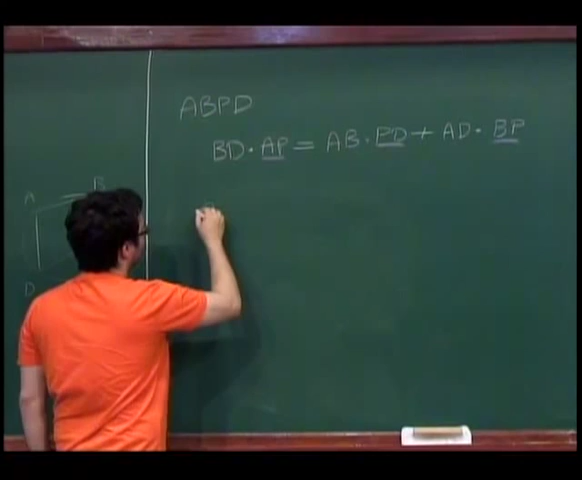 ABPD
BD · AP = AB · PD + AD · BP
A B
D